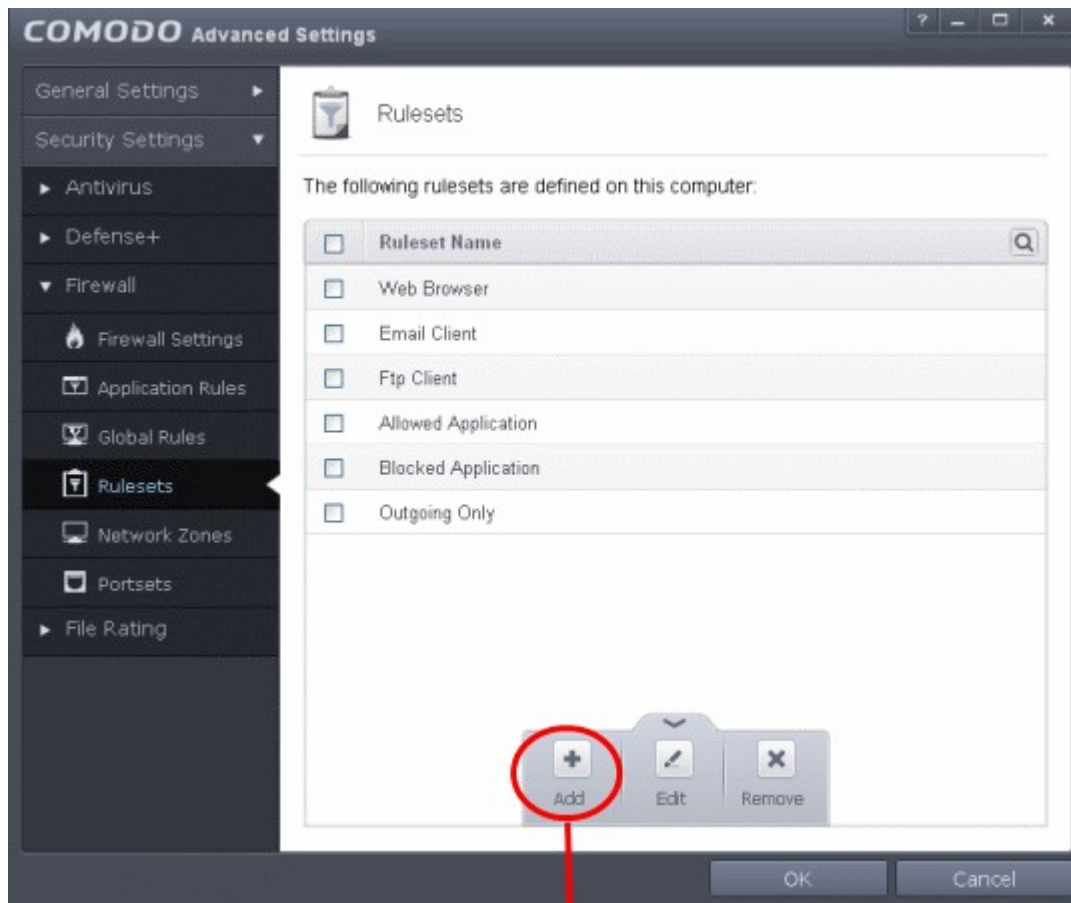 COMODO Advanced Settings
?
General Settings
Security Settings
Antivirus
Defense+
Firewall
Firewall Settings
Application Rules
Global Rules
Rulesets
Network Zones
Portsets
File Rating
Rulesets
The following rulesets are defined on this computer:
Ruleset Name
Web Browser
Email Client
Ftp Client
Allowed Application
Blocked Application
Outgoing Only
Add Edit Remove
OK Cancel